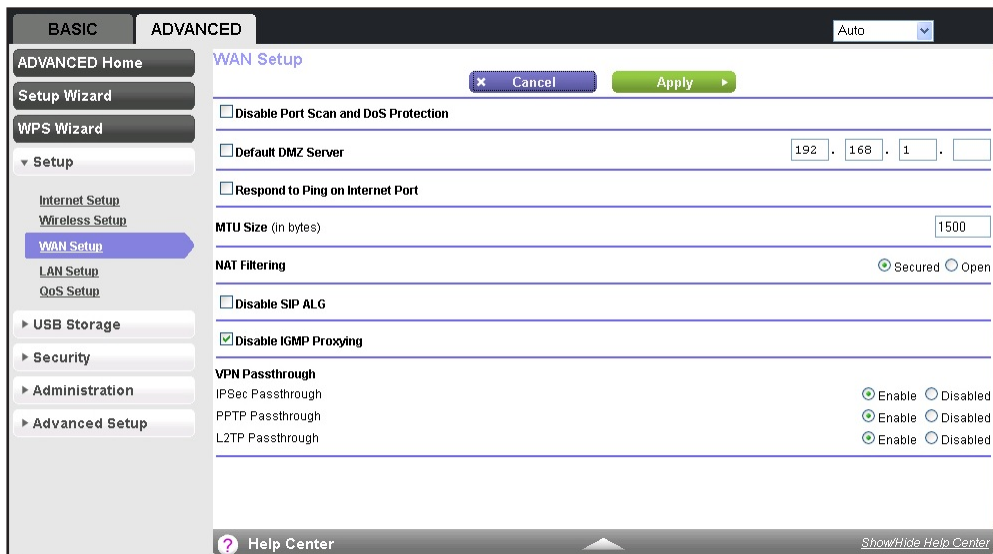 BASIC
ADVANCED
Auto
ADVANCED Home
Setup Wizard
WPS Wizard
Setup
Internet Setup
Wireless Setup
WAN Setup
LAN Setup
QoS Setup
USB Storage
Security
Administration
Advanced Setup
WAN Setup
Cancel
Apply
Disable Port Scan and DoS Protection
Default DMZ Server 192 . 168 . 1 .
Respond to Ping on Internet Port
MTU Size (in bytes) 1500
NAT Filtering Secured Open
Disable SIP ALG
Disable IGMP Proxying
VPN Passthrough
IPSec Passthrough Enable Disabled
PPTP Passthrough Enable Disabled
L2TP Passthrough Enable Disabled
? Help Center Show/Hide Help Center